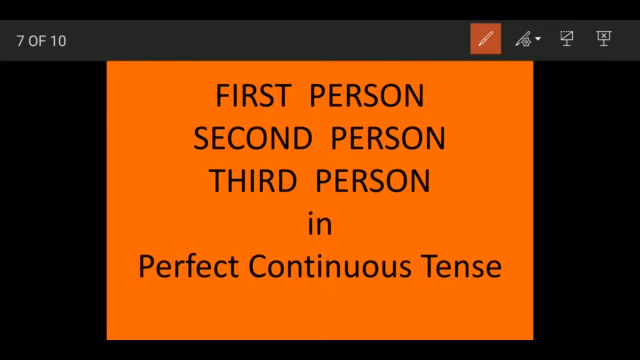 7 OF 10
FIRST PERSON
SECOND PERSON
THIRD PERSON
in
Perfect Continuous Tense